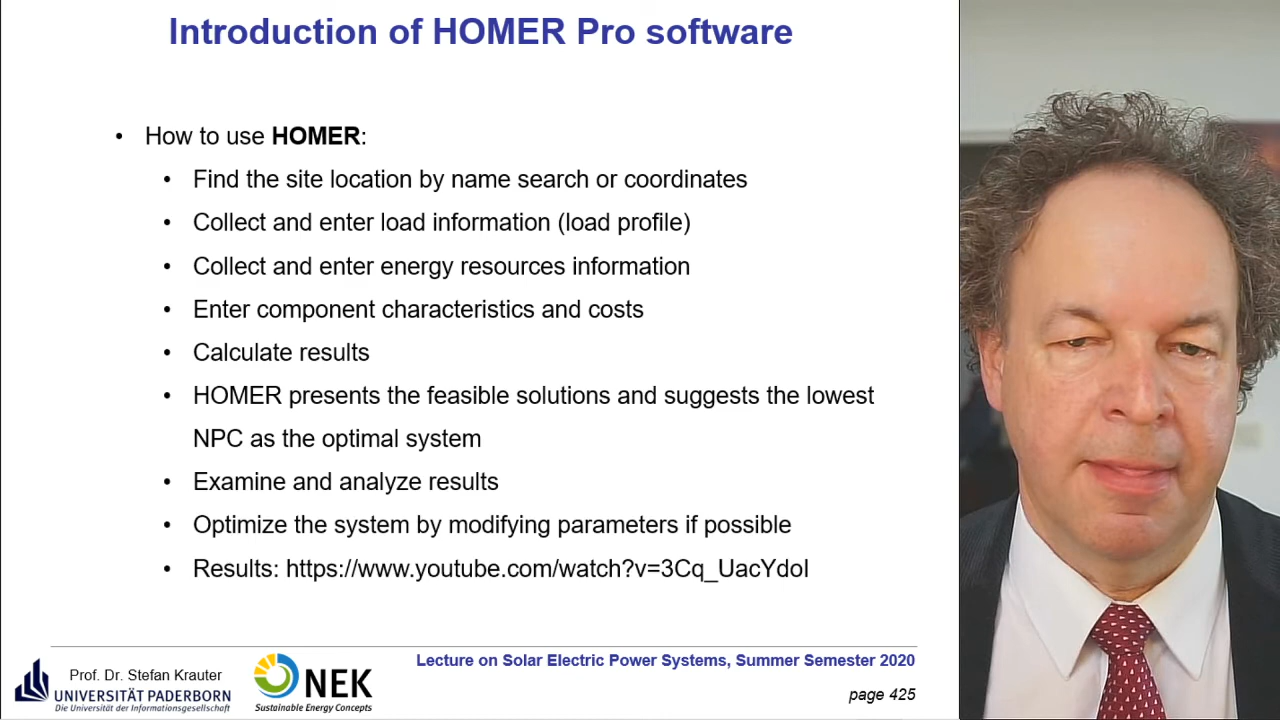 Introduction of HOMER Pro software
• How to use HOMER:
• Find the site location by name search or coordinates
• Collect and enter load information (load profile)
• Collect and enter energy resources information
• Enter component characteristics and costs
• Calculate results
• HOMER presents the feasible solutions and suggests the lowest
NPC as the optimal system
• Examine and analyze results
• Optimize the system by modifying parameters if possible
• Results: https://www.youtube.com/watch?v=3Cq_UacYdoI
Prof. Dr. Stefan Krauter
UNIVERSITÄT PADERBORN
Die Universität der Informationsgesellschaft
NEK
Sustainable Energy Concepts
Lecture on Solar Electric Power Systems, Summer Semester 2020
page 425